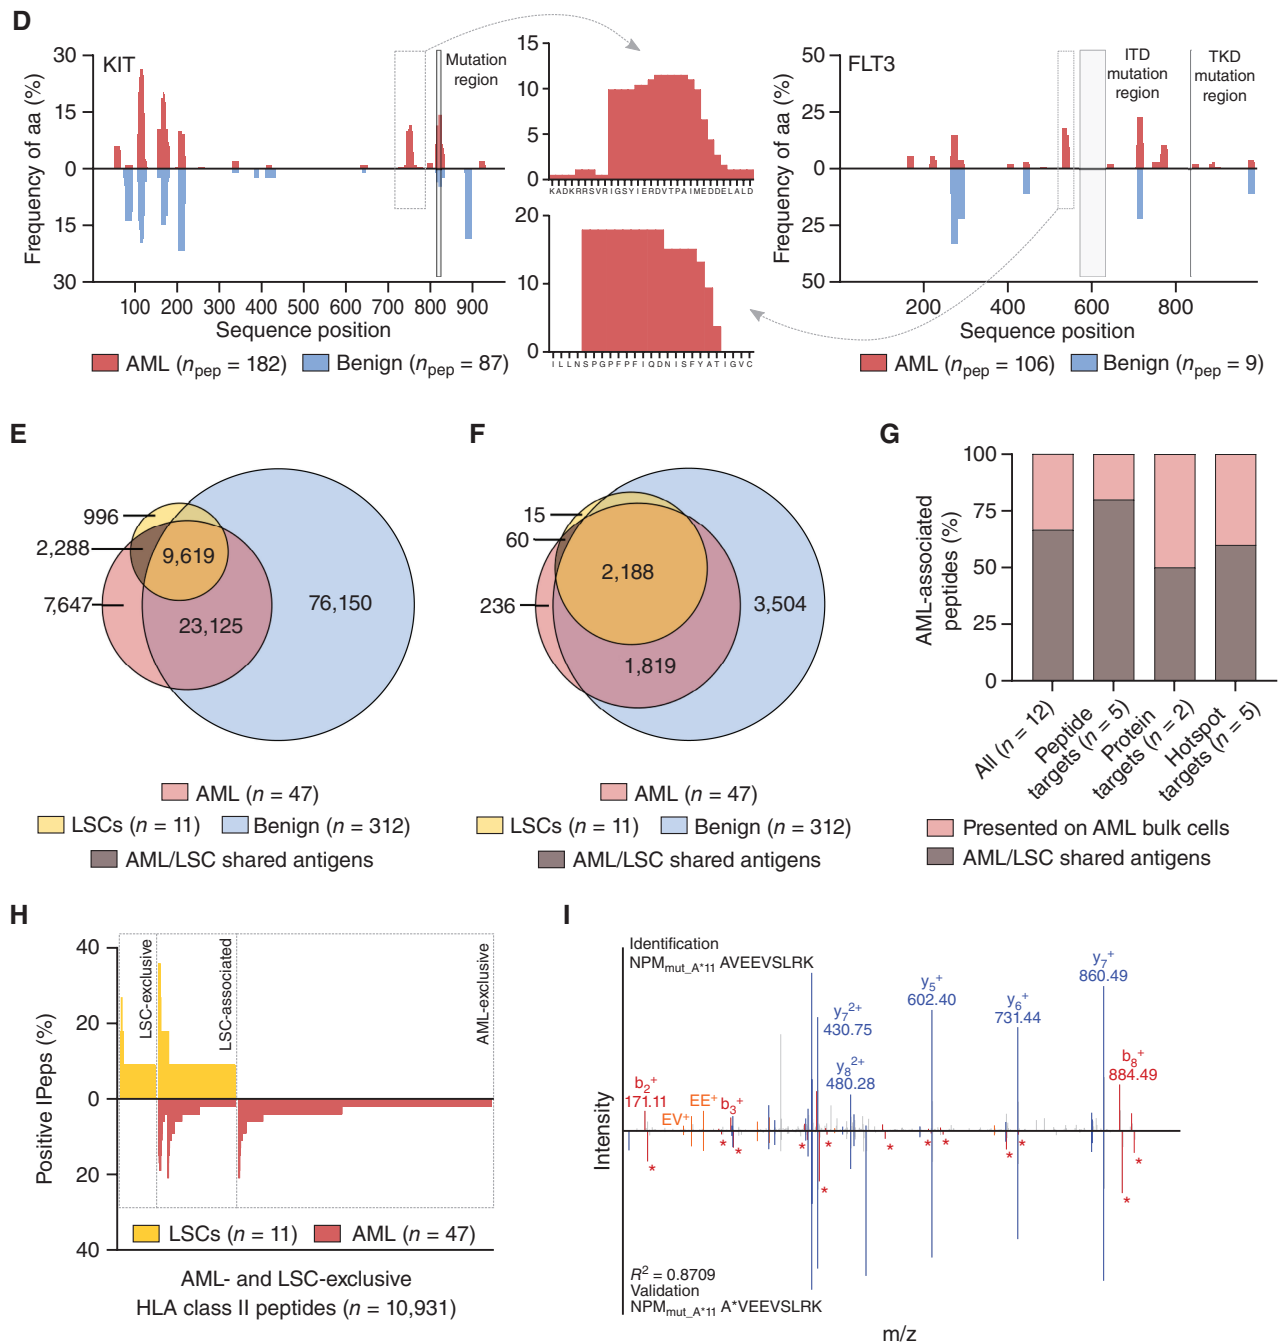 D
KIT
Mutation
region
Frequency of aa (%)
30
15
0
15
30
100 200 300 400 500 600 700 800 900
Sequence position
AML (npep = 182) Benign (npep = 87)
15
10
5
0
KADKRRSVRIGSYIERDVTPAIMEDDELALD
20
10
0
ILLNSPGPFPFIQDNISFYATIGVC
FLT3
ITD
mutation
region
TKD
mutation
region
Frequency of aa (%)
50
25
0
25
50
200 400 600 800
Sequence position
AML (npep = 106) Benign (npep = 9)
E
996
2,288
9,619
7,647
23,125
76,150
AML (n = 47)
LSCs (n = 11) Benign (n = 312)
AML/LSC shared antigens
F
15
60
2,188
236
3,504
1,819
AML (n = 47)
LSCs (n = 11) Benign (n = 312)
AML/LSC shared antigens
G
AML-associated
peptides (%)
100
75
50
25
0
All (n = 12)
Peptide
targets (n = 5)
Protein
targets (n = 2)
Hotspot
targets (n = 5)
Presented on AML bulk cells
AML/LSC shared antigens
H
Positive IPeps (%)
40
20
0
20
40
LSC-exclusive
LSC-associated
AML-exclusive
LSCs (n = 11) AML (n = 47)
AML- and LSC-exclusive
HLA class II peptides (n = 10,931)
I
Identification
NPMmut_A*11 AVEEVSLRK
Intensity
b2+
171.11
EV+
EE+
b3+
y7 2+
430.75
y8 2+
480.28
y5+
602.40
y6+
731.44
y7+
860.49
b8+
884.49
* * * * * * * * * * * * *
R² = 0.8709
Validation
NPMmut_A*11 A*VEEVSLRK
m/z